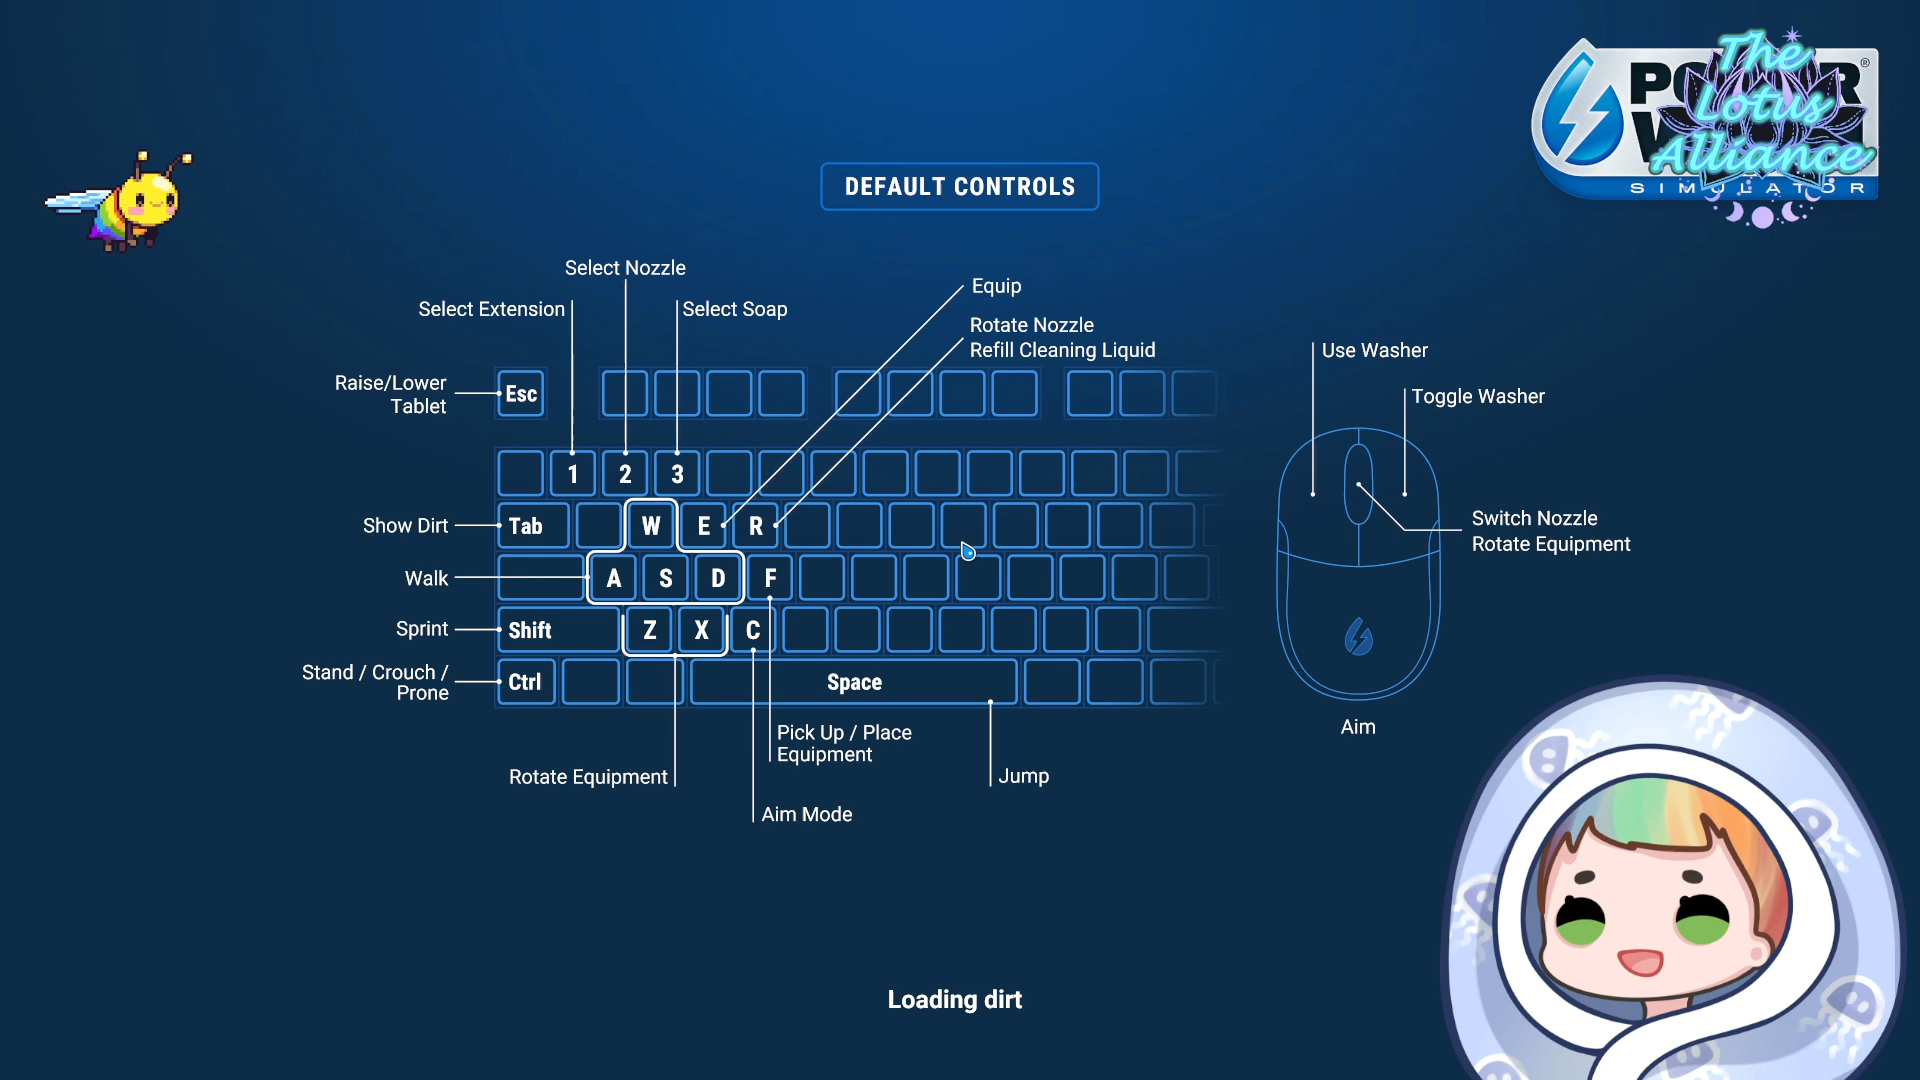 The
Lotus
Alliance
SIMULATOR
DEFAULT CONTROLS
Select Nozzle
Select Extension
Select Soap
Equip
Rotate Nozzle
Refill Cleaning Liquid
Use Washer
Toggle Washer
Raise/Lower
Tablet
Esc
1 2 3
Show Dirt
Tab W E R
Switch Nozzle
Rotate Equipment
Walk
A S D F
Sprint
Shift Z X C
Stand / Crouch /
Prone
Ctrl Space
Aim
Pick Up / Place
Equipment
Rotate Equipment
Jump
Aim Mode
Loading dirt